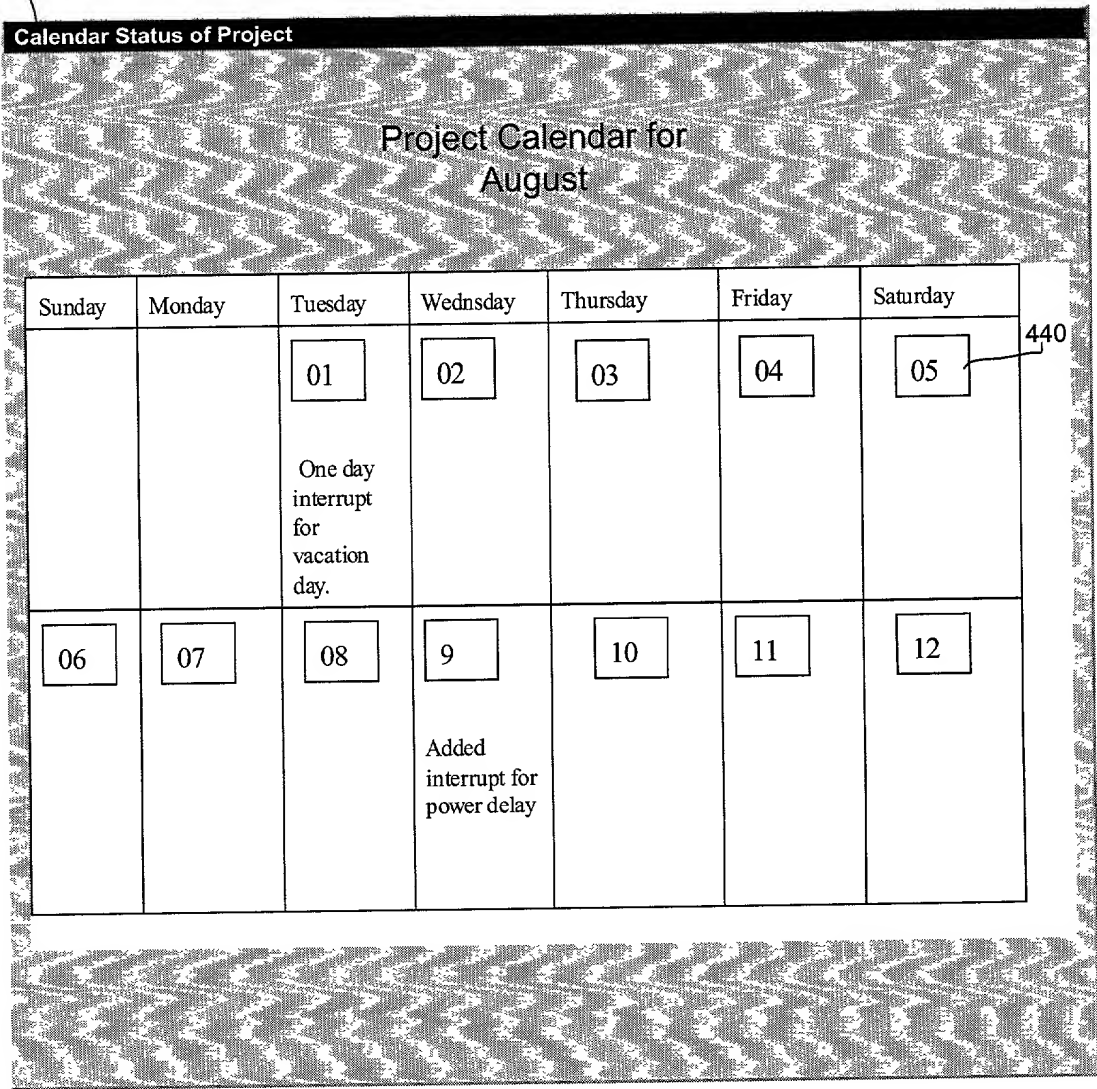 Calendar Status of Project
Project Calendar for
August
Sunday Monday Tuesday Wednsday Thursday Friday Saturday
01 02 03 04 05 440
One day
interrupt
for
vacation
day.
06 07 08 9 10 11 12
Added
interrupt for
power delay